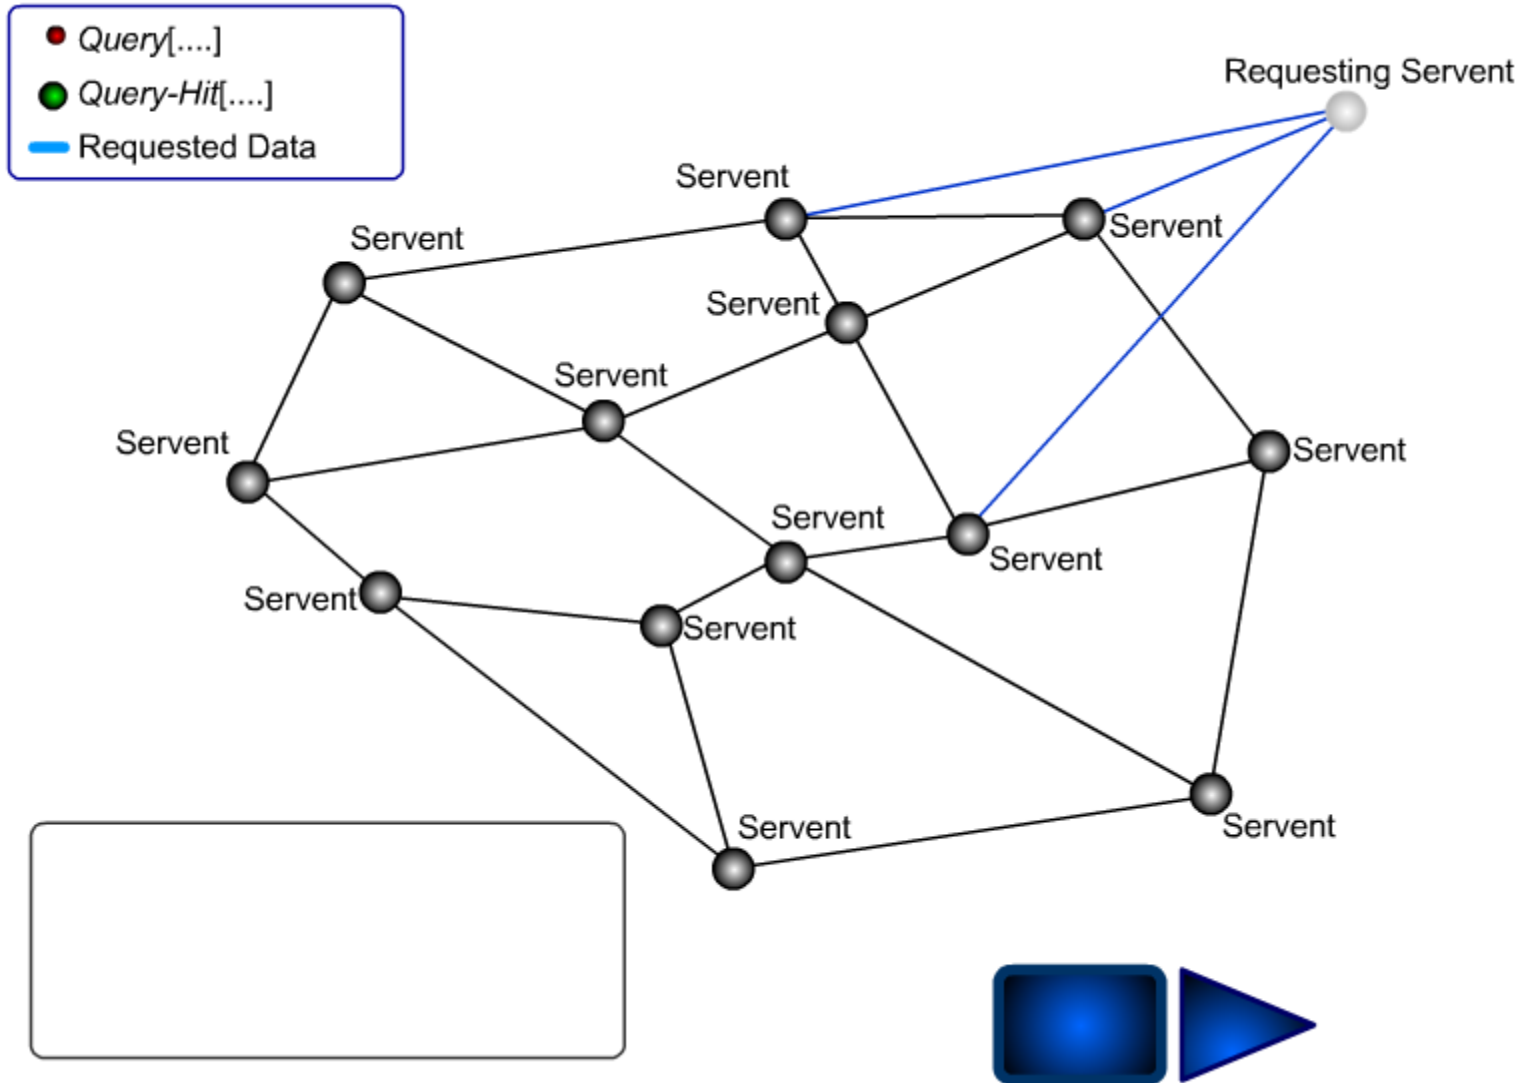 Query[....]
Query-Hit[....]
Requested Data
Requesting Servent
Servent
Servent
Servent
Servent
Servent
Servent
Servent
Servent
Servent
Servent
Servent
Servent
Servent